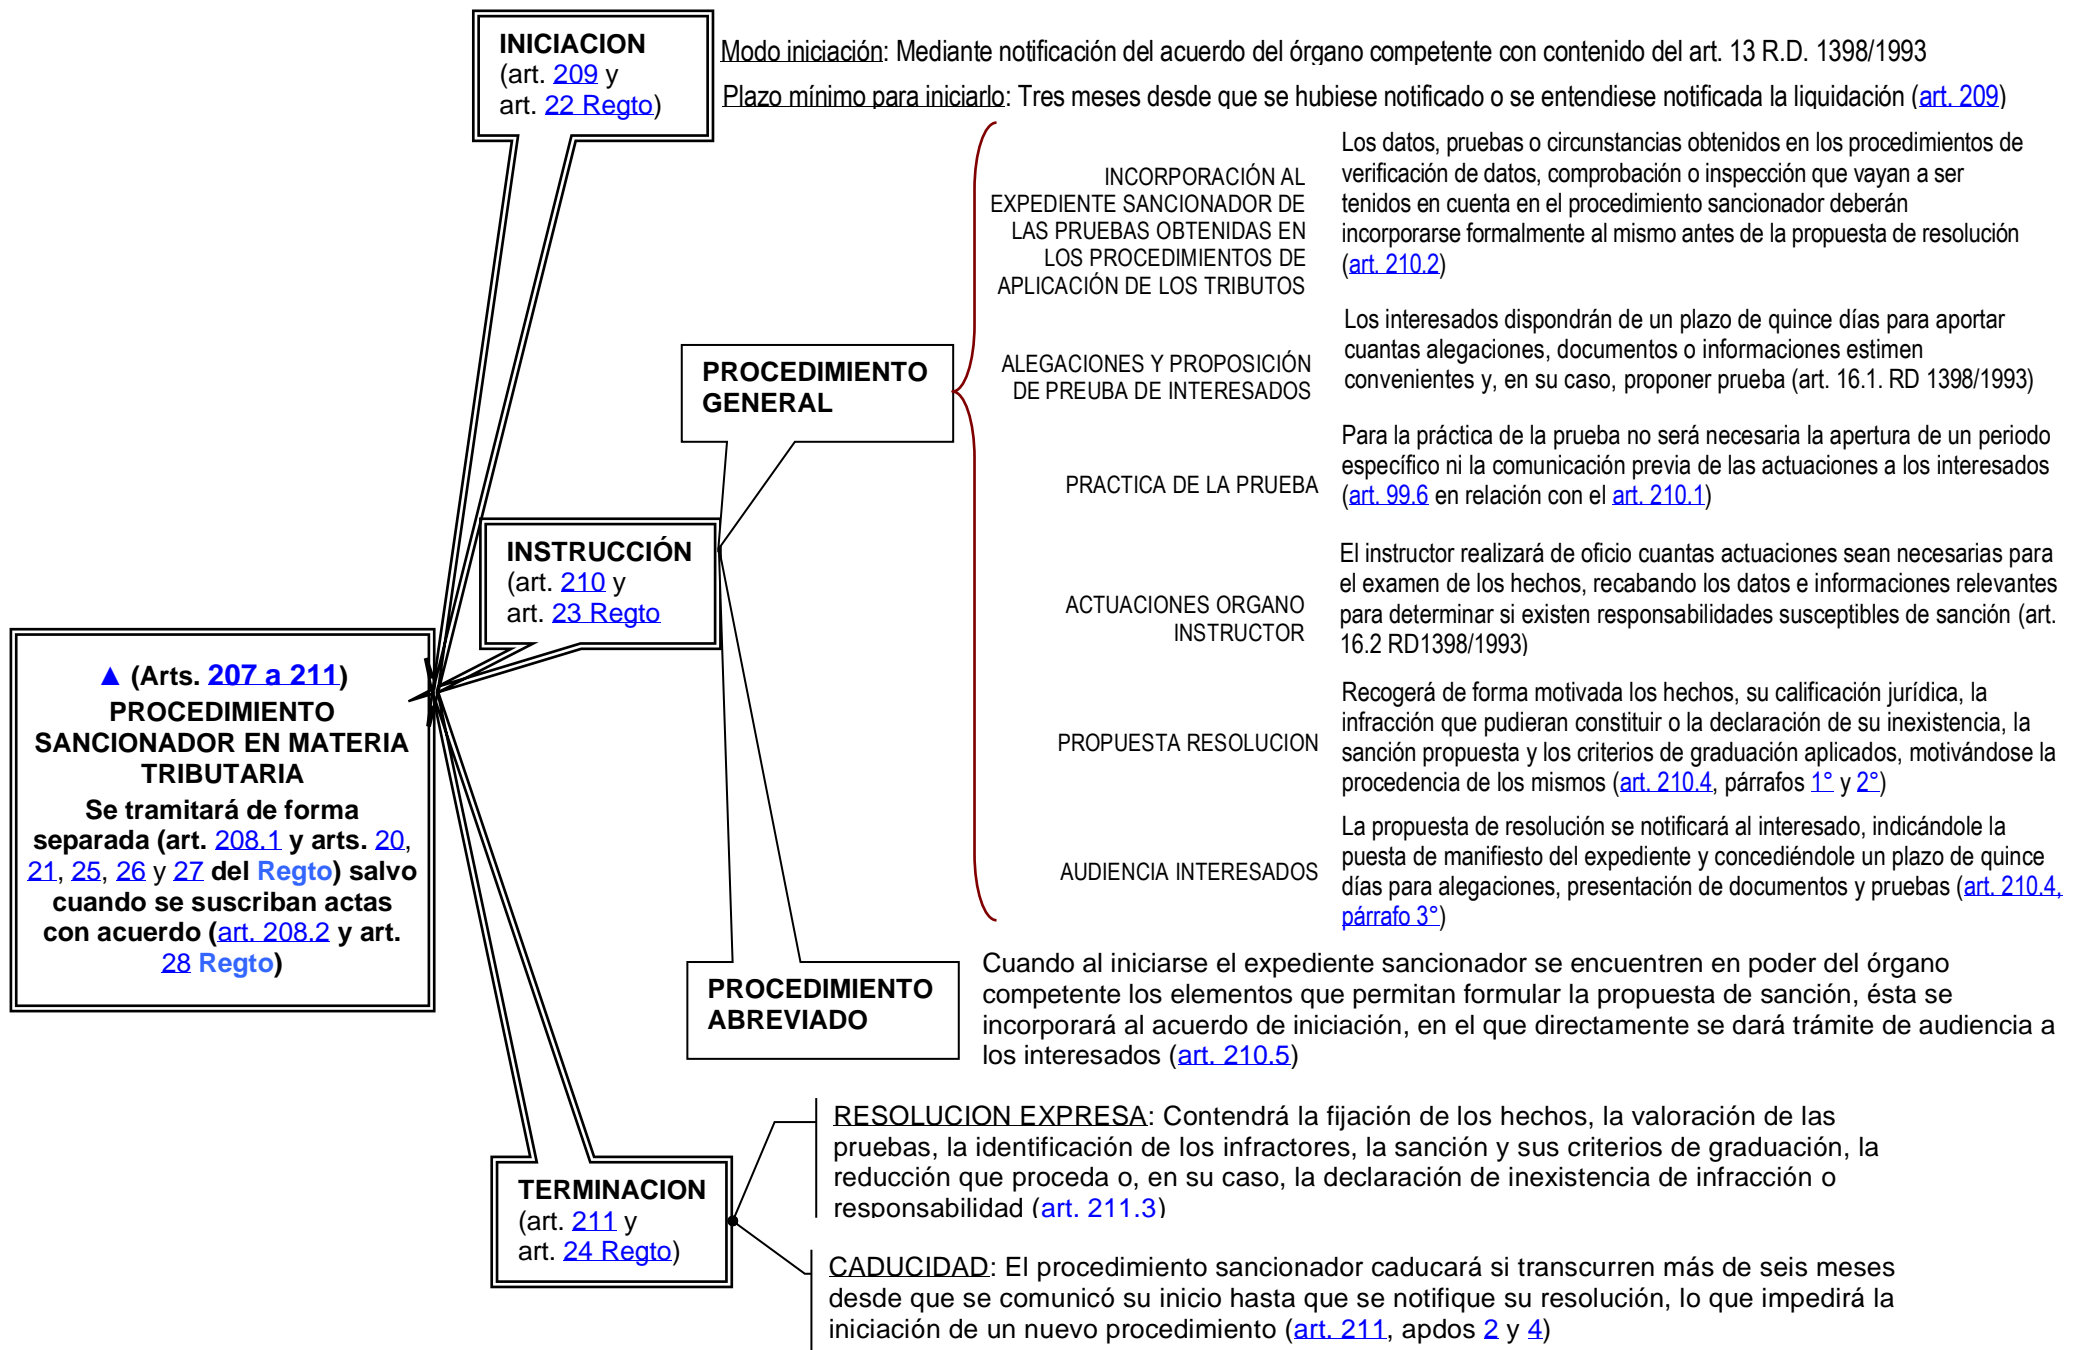 INICIACION
(art. 209 y
art. 22 Regto)
Modo iniciación: Mediante notificación del acuerdo del órgano competente con contenido del art. 13 R.D. 1398/1993
Plazo mínimo para iniciarlo: Tres meses desde que se hubiese notificado o se entendiese notificada la liquidación (art. 209)
▲ (Arts. 207 a 211)
PROCEDIMIENTO
SANCIONADOR EN MATERIA
TRIBUTARIA
Se tramitará de forma
separada (art. 208.1 y arts. 20,
21, 25, 26 y 27 del Regto) salvo
cuando se suscriban actas
con acuerdo (art. 208.2 y art.
28 Regto)
INSTRUCCIÓN
(art. 210 y
art. 23 Regto
PROCEDIMIENTO
GENERAL
INCORPORACIÓN AL
EXPEDIENTE SANCIONADOR DE
LAS PRUEBAS OBTENIDAS EN
LOS PROCEDIMIENTOS DE
APLICACIÓN DE LOS TRIBUTOS
Los datos, pruebas o circunstancias obtenidos en los procedimientos de
verificación de datos, comprobación o inspección que vayan a ser
tenidos en cuenta en el procedimiento sancionador deberán
incorporarse formalmente al mismo antes de la propuesta de resolución
(art. 210.2)
ALEGACIONES Y PROPOSICIÓN
DE PREUBA DE INTERESADOS
Los interesados dispondrán de un plazo de quince días para aportar
cuantas alegaciones, documentos o informaciones estimen
convenientes y, en su caso, proponer prueba (art. 16.1. RD 1398/1993)
PRACTICA DE LA PRUEBA
Para la práctica de la prueba no será necesaria la apertura de un periodo
específico ni la comunicación previa de las actuaciones a los interesados
(art. 99.6 en relación con el art. 210.1)
ACTUACIONES ORGANO
INSTRUCTOR
El instructor realizará de oficio cuantas actuaciones sean necesarias para
el examen de los hechos, recabando los datos e informaciones relevantes
para determinar si existen responsabilidades susceptibles de sanción (art.
16.2 RD1398/1993)
PROPUESTA RESOLUCION
Recogerá de forma motivada los hechos, su calificación jurídica, la
infracción que pudieran constituir o la declaración de su inexistencia, la
sanción propuesta y los criterios de graduación aplicados, motivándose la
procedencia de los mismos (art. 210.4, párrafos 1° y 2°)
AUDIENCIA INTERESADOS
La propuesta de resolución se notificará al interesado, indicándole la
puesta de manifiesto del expediente y concediéndole un plazo de quince
días para alegaciones, presentación de documentos y pruebas (art. 210.4,
párrafo 3°)
PROCEDIMIENTO
ABREVIADO
Cuando al iniciarse el expediente sancionador se encuentren en poder del órgano
competente los elementos que permitan formular la propuesta de sanción, ésta se
incorporará al acuerdo de iniciación, en el que directamente se dará trámite de audiencia a
los interesados (art. 210.5)
TERMINACION
(art. 211 y
art. 24 Regto)
RESOLUCION EXPRESA: Contendrá la fijación de los hechos, la valoración de las
pruebas, la identificación de los infractores, la sanción y sus criterios de graduación, la
reducción que proceda o, en su caso, la declaración de inexistencia de infracción o
responsabilidad (art. 211.3)
CADUCIDAD: El procedimiento sancionador caducará si transcurren más de seis meses
desde que se comunicó su inicio hasta que se notifique su resolución, lo que impedirá la
iniciación de un nuevo procedimiento (art. 211, apdos 2 y 4)